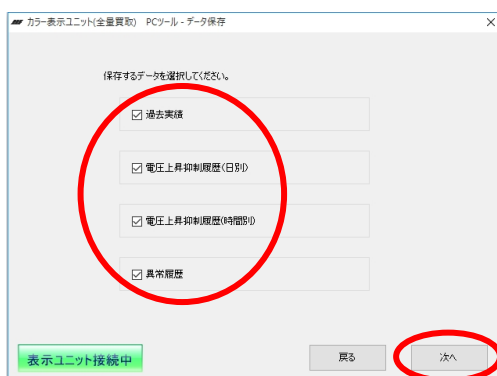 カラー表示ユニット(全量買取) PCツール - データ保存
保存するデータを選択してください。
過去実績
電圧上昇抑制履歴(日別)
電圧上昇抑制履歴(時間別)
異常履歴
表示ユニット接続中
戻る
次へ